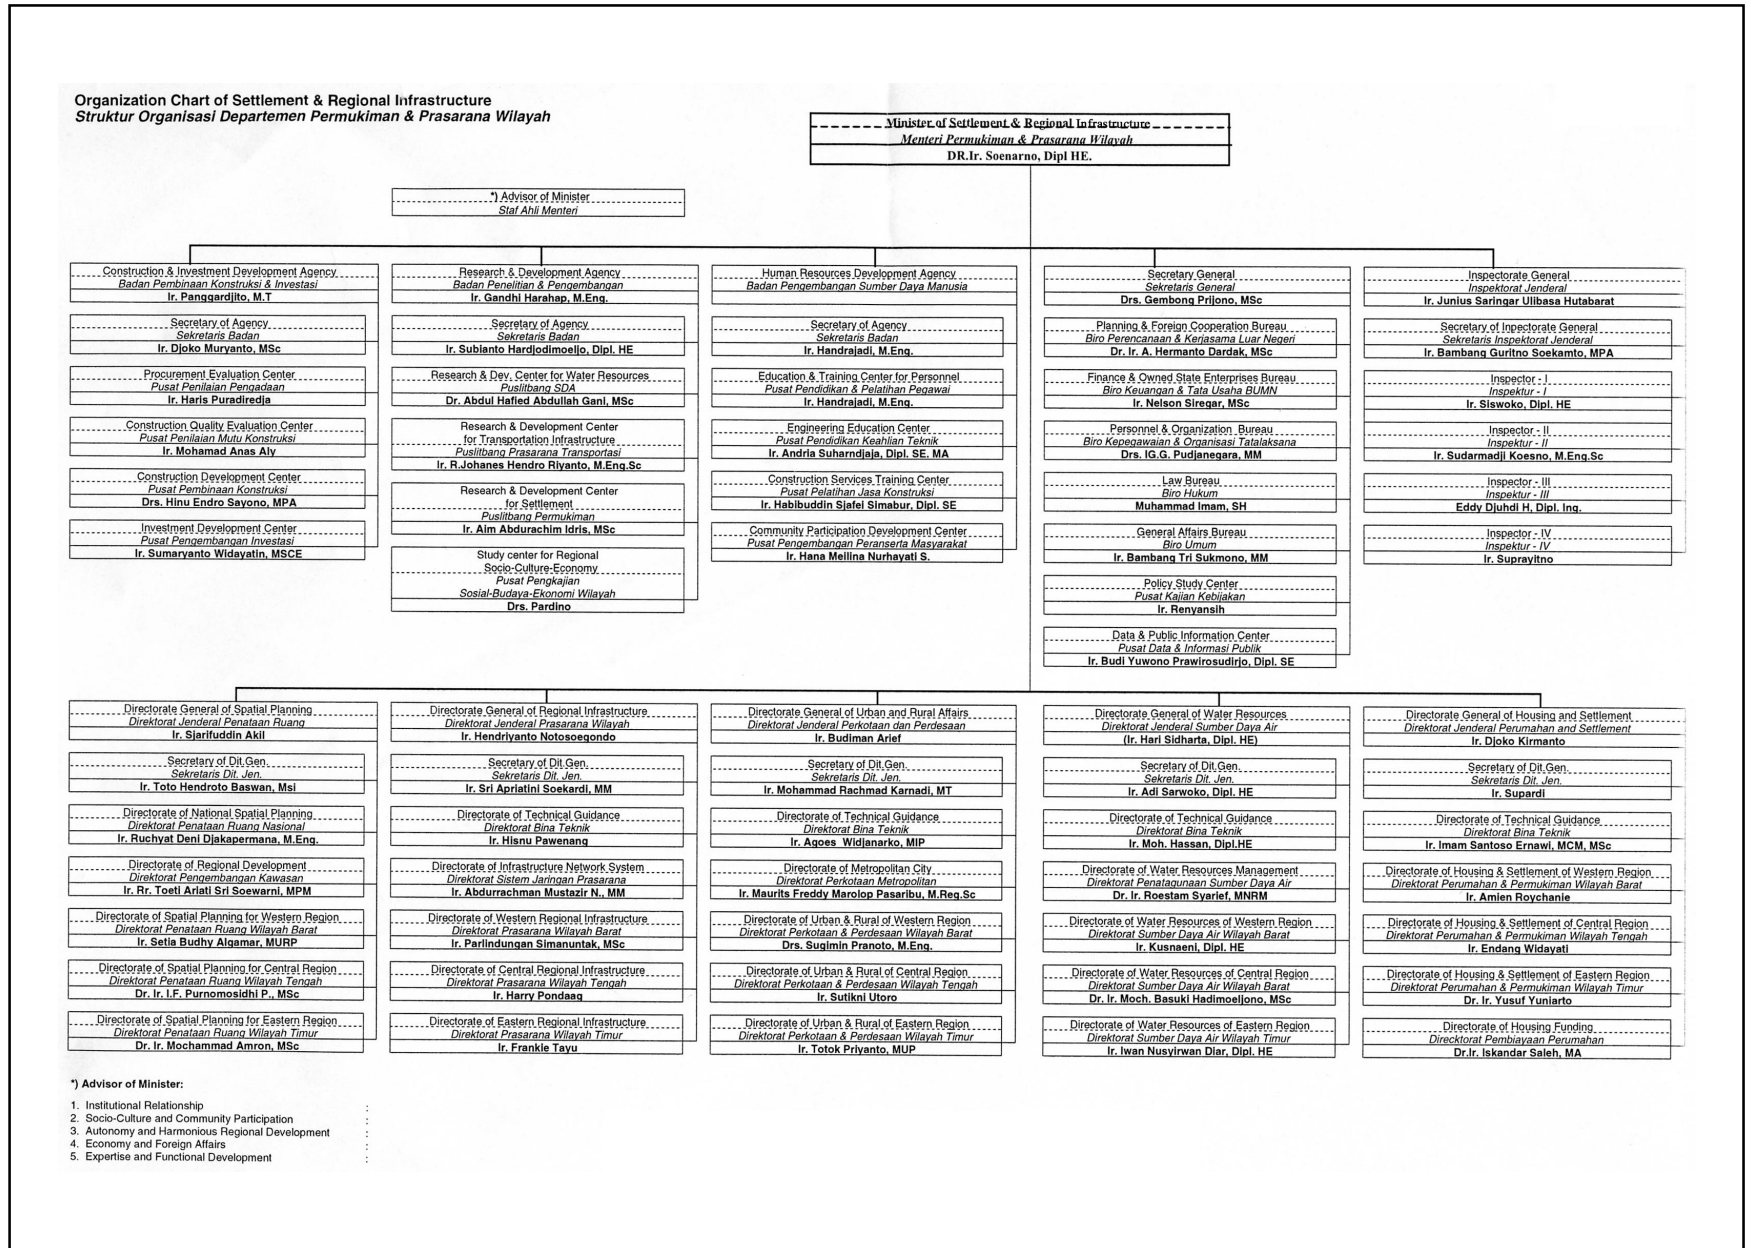 Organization Chart of Settlement & Regional Infrastructure
Struktur Organisasi Departemen Permukiman & Prasarana Wilayah
Minister of Settlement & Regional Infrastructure
Menteri Permukiman & Prasarana Wilayah
DR.Ir. Soenarno, Dipl HE.
*) Advisor of Minister
Staf Ahli Menteri
Construction & Investment Development Agency
Badan Pembinaan Konstruksi & Investasi
Ir. Panggardjito, M.T
Secretary of Agency
Sekretaris Badan
Ir. Djoko Muryanto, MSc
Procurement Evaluation Center
Pusat Penilaian Pengadaan
Ir. Haris Puradiredja
Construction Quality Evaluation Center
Pusat Penilaian Mutu Konstruksi
Ir. Mohamad Anas Aly
Construction Development Center
Pusat Pembinaan Konstruksi
Drs. Hinu Endro Sayono, MPA
Investment Development Center
Pusat Pengembangan Investasi
Ir. Sumaryanto Widayatin, MSCE
Research & Development Agency
Badan Penelitian & Pengembangan
Ir. Gandhi Harahap, M.Eng.
Secretary of Agency
Sekretaris Badan
Ir. Subianto Hardjodimoeljo, Dipl. HE
Research & Dev. Center for Water Resources
Puslitbang SDA
Dr. Abdul Hafied Abdullah Gani, MSc
Research & Development Center
for Transportation Infrastructure
Puslitbang Prasarana Transportasi
Ir. R.Johanes Hendro Riyanto, M.Eng.Sc
Research & Development Center
for Settlement
Puslitbang Permukiman
Ir. Aim Abdurachim Idris, MSc
Study center for Regional
Socio-Culture-Economy
Pusat Pengkajian
Sosial-Budaya-Ekonomi Wilayah
Drs. Pardino
Human Resources Development Agency
Badan Pengembangan Sumber Daya Manusia
Secretary of Agency
Sekretaris Badan
Ir. Handrajadi, M.Eng.
Education & Training Center for Personnel
Pusat Pendidikan & Pelatihan Pegawai
Ir. Handrajadi, M.Eng.
Engineering Education Center
Pusat Pendidikan Keahlian Teknik
Ir. Andria Suharndjaja, Dipl. SE. MA
Construction Services Training Center
Pusat Pelatihan Jasa Konstruksi
Ir. Habibuddin Sjafei Simabur, Dipl. SE
Community Participation Development Center
Pusat Pengembangan Peranserta Masyarakat
Ir. Hana Meilina Nurhayati S.
Secretary General
Sekretaris General
Drs. Gembong Prijono, MSc
Planning & Foreign Cooperation Bureau
Biro Perencanaan & Kerjasama Luar Negeri
Dr. Ir. A. Hermanto Dardak, MSc
Finance & Owned State Enterprises Bureau
Biro Keuangan & Tata Usaha BUMN
Ir. Nelson Siregar, MSc
Personnel & Organization Bureau
Biro Kepegawaian & Organisasi Tatalaksana
Drs. IG.G. Pudjanegara, MM
Law Bureau
Biro Hukum
Muhammad Imam, SH
General Affairs Bureau
Biro Umum
Ir. Bambang Tri Sukmono, MM
Policy Study Center
Pusat Kajian Kebijakan
Ir. Renyansih
Data & Public Information Center
Pusat Data & Informasi Publik
Ir. Budi Yuwono Prawirosudirjo, Dipl. SE
Inspectorate General
Inspektorat Jenderal
Ir. Junius Saringar Ulibasa Hutabarat
Secretary of Inpectorate General
Sekretaris Inspektorat Jenderal
Ir. Bambang Guritno Soekamto, MPA
Inspector - I
Inspektur - I
Ir. Siswoko, Dipl. HE
Inspector - II
Inspektur - II
Ir. Sudarmadji Koesno, M.Eng.Sc
Inspector - III
Inspektur - III
Eddy Djuhdi H, Dipl. Ing.
Inspector - IV
Inspektur - IV
Ir. Suprayitno
Directorate General of Spatial Planning
Direktorat Jenderal Penataan Ruang
Ir. Sjarifuddin Akil
Secretary of Dit.Gen.
Sekretaris Dit. Jen.
Ir. Toto Hendroto Baswan, Msi
Directorate of National Spatial Planning
Direktorat Penataan Ruang Nasional
Ir. Ruchyat Deni Djakapermana, M.Eng.
Directorate of Regional Development
Direktorat Pengembangan Kawasan
Ir. Rr. Toeti Ariati Sri Soewarni, MPM
Directorate of Spatial Planning for Western Region
Direktorat Penataan Ruang Wilayah Barat
Ir. Setia Budhy Algamar, MURP
Directorate of Spatial Planning for Central Region
Direktorat Penataan Ruang Wilayah Tengah
Dr. Ir. I.F. Purnomosidhi P., MSc
Directorate of Spatial Planning for Eastern Region
Direktorat Penataan Ruang Wilayah Timur
Dr. Ir. Mochammad Amron, MSc
Directorate General of Regional Infrastructure
Direktorat Jenderal Prasarana Wilayah
Ir. Hendriyanto Notosoegondo
Secretary of Dit.Gen.
Sekretaris Dit. Jen.
Ir. Sri Apriatini Soekardi, MM
Directorate of Technical Guidance
Direktorat Bina Teknik
Ir. Hisnu Pawenang
Directorate of Infrastructure Network System
Direktorat Sistem Jaringan Prasarana
Ir. Abdurrachman Mustazir N., MM
Directorate of Western Regional Infrastructure
Direktorat Prasarana Wilayah Barat
Ir. Parlindungan Simanuntak, MSc
Directorate of Central Regional Infrastructure
Direktorat Prasarana Wilayah Tengah
Ir. Harry Pondaag
Directorate of Eastern Regional Infrastructure
Direktorat Prasarana Wilayah Timur
Ir. Frankie Tayu
Directorate General of Urban and Rural Affairs
Direktorat Jenderal Perkotaan dan Perdesaan
Ir. Budiman Arief
Secretary of Dit.Gen.
Sekretaris Dit. Jen.
Ir. Mohammad Rachmad Karnadi, MT
Directorate of Technical Guidance
Direktorat Bina Teknik
Ir. Agoes Widjanarko, MIP
Directorate of Metropolitan City
Direktorat Perkotaan Metropolitan
Ir. Maurits Freddy Marolop Pasaribu, M.Reg.Sc
Directorate of Urban & Rural of Western Region
Direktorat Perkotaan & Perdesaan Wilayah Barat
Drs. Sugimin Pranoto, M.Eng.
Directorate of Urban & Rural of Central Region
Direktorat Perkotaan & Perdesaan Wilayah Tengah
Ir. Sutikni Utoro
Directorate of Urban & Rural of Eastern Region
Direktorat Perkotaan & Perdesaan Wilayah Timur
Ir. Totok Priyanto, MUP
Directorate General of Water Resources
Direktorat Jenderal Sumber Daya Air
(Ir. Hari Sidharta, Dipl. HE)
Secretary of Dit.Gen.
Sekretaris Dit. Jen.
Ir. Adi Sarwoko, Dipl. HE
Directorate of Technical Guidance
Direktorat Bina Teknik
Ir. Moh. Hassan, Dipl.HE
Directorate of Water Resources Management
Direktorat Penatagunaan Sumber Daya Air
Dr. Ir. Roestam Syarief, MNRM
Directorate of Water Resources of Western Region
Direktorat Sumber Daya Air Wilayah Barat
Ir. Kusnaeni, Dipl. HE
Directorate of Water Resources of Central Region
Direktorat Sumber Daya Air Wilayah Barat
Dr. Ir. Moch. Basuki Hadimoeljono, MSc
Directorate of Water Resources of Eastern Region
Direktorat Sumber Daya Air Wilayah Timur
Ir. Iwan Nusyirwan Diar, Dipl. HE
Directorate General of Housing and Settlement
Direktorat Jenderal Perumahan and Settlement
Ir. Djoko Kirmanto
Secretary of Dit.Gen.
Sekretaris Dit. Jen.
Ir. Supardi
Directorate of Technical Guidance
Direktorat Bina Teknik
Ir. Imam Santoso Ernawi, MCM, MSc
Directorate of Housing & Settlement of Western Region
Direktorat Perumahan & Permukiman Wilayah Barat
Ir. Amien Roychanie
Directorate of Housing & Settlement of Central Region
Direktorat Perumahan & Permukiman Wilayah Tengah
Ir. Endang Widayati
Directorate of Housing & Settlement of Eastern Region
Direktorat Perumahan & Permukiman Wilayah Timur
Dr. Ir. Yusuf Yuniarto
Directorate of Housing Funding
Direcktorat Pembiayaan Perumahan
Dr.Ir. Iskandar Saleh, MA
*) Advisor of Minister:
1. Institutional Relationship :
2. Socio-Culture and Community Participation :
3. Autonomy and Harmonious Regional Development :
4. Economy and Foreign Affairs :
5. Expertise and Functional Development :